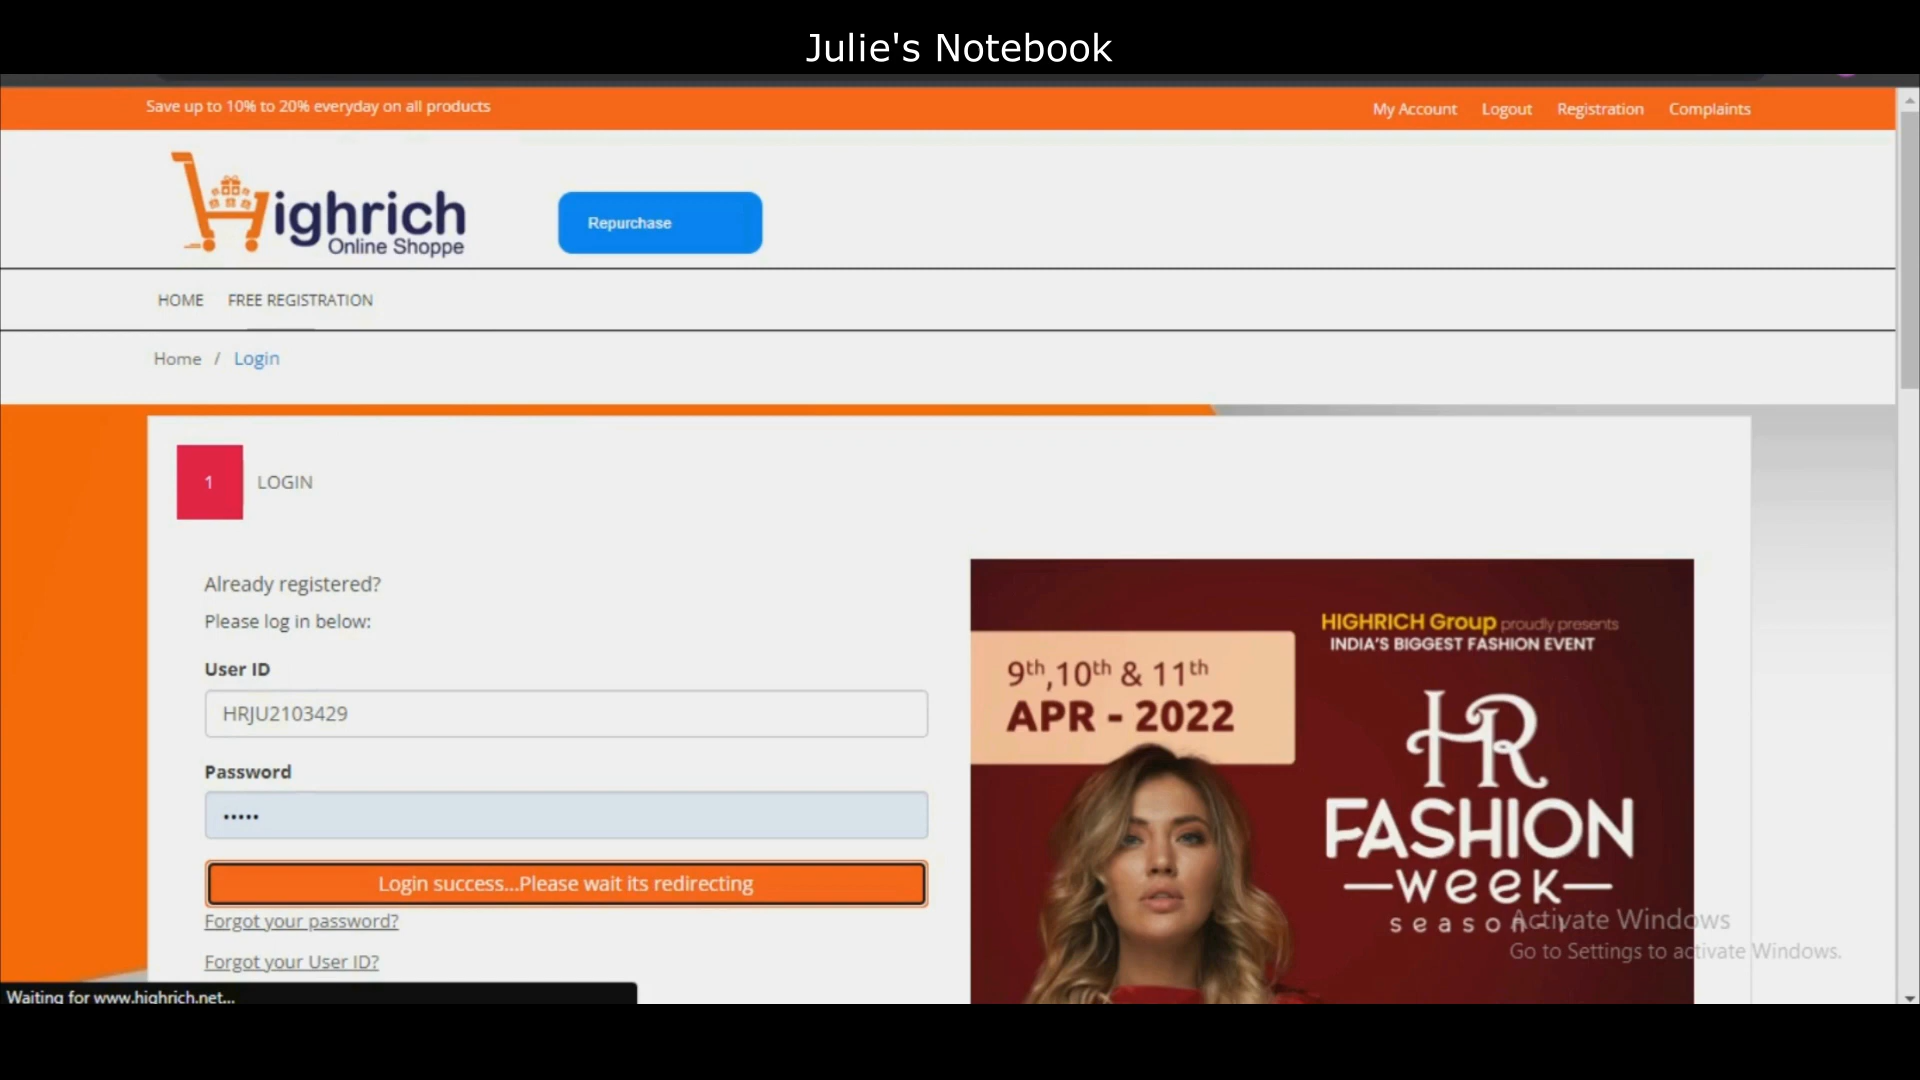 Julie's Notebook
Save up to 10% to 20% everyday on all products
My Account Logout Registration Complaints
Highrich
Online Shoppe
Repurchase
HOME FREE REGISTRATION
Home / Login
1 LOGIN
Already registered?
Please log in below:
User ID
HRJU2103429
Password
•••••
Login success...Please wait its redirecting
Forgot your password?
Forgot your User ID?
HIGHRICH Group proudly presents
INDIA'S BIGGEST FASHION EVENT
9th,10th & 11th
APR - 2022
HR
FASHION
week
season-1
Activate Windows
Go to Settings to activate Windows.
Waiting for www.highrich.net...